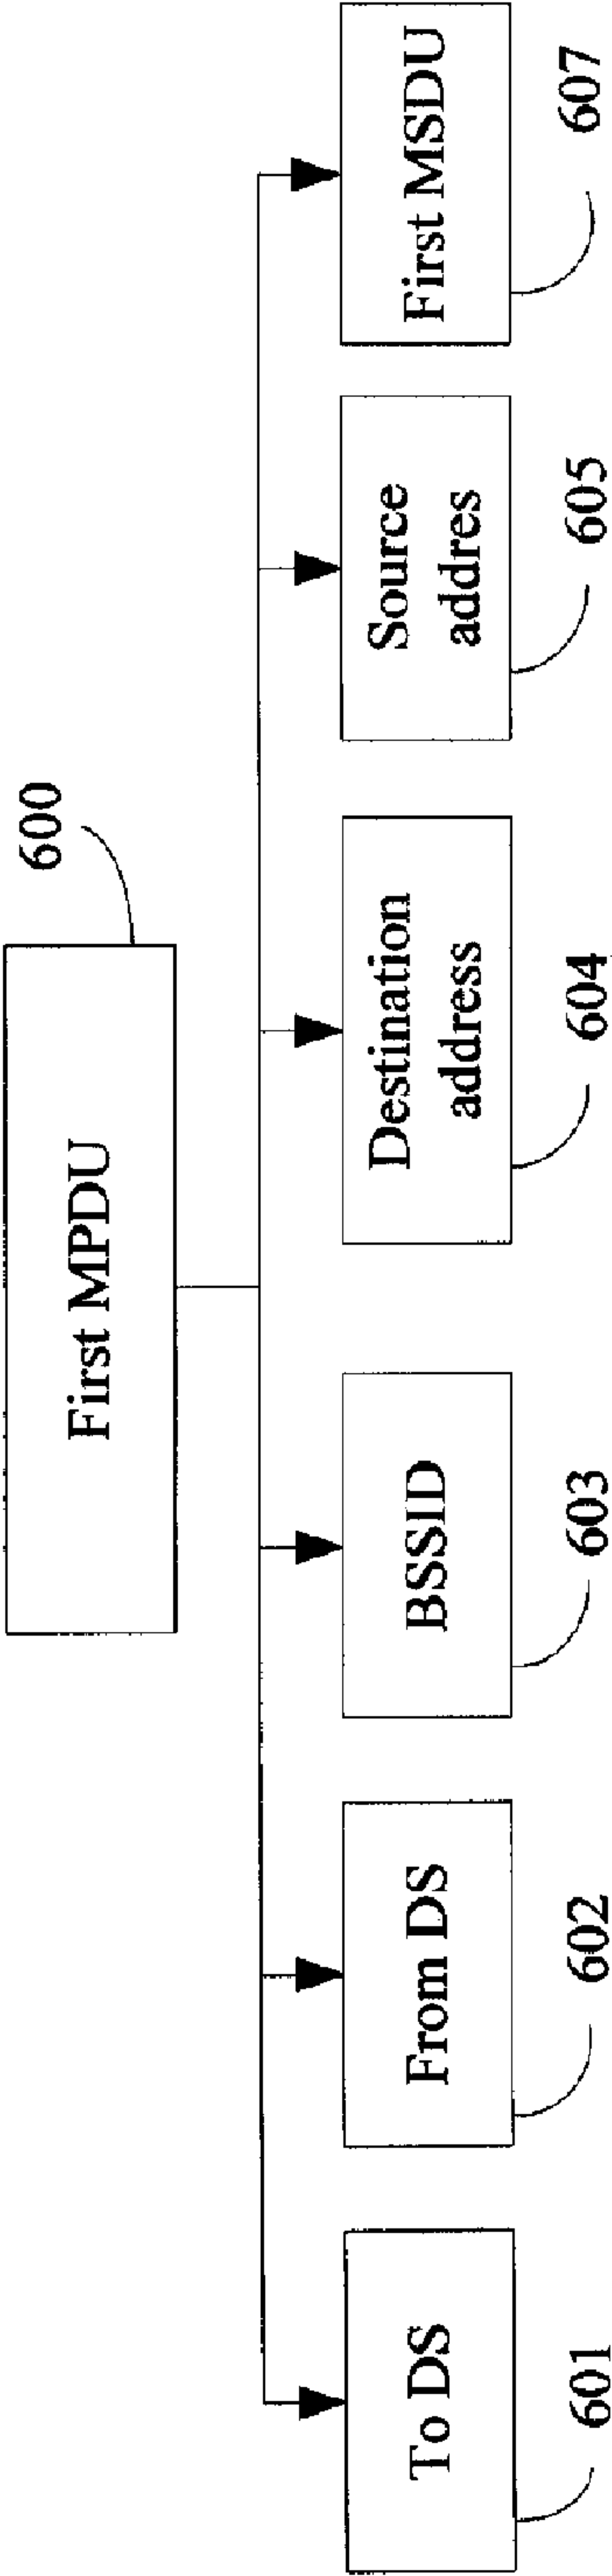 First MPDU
600
To DS
601
From DS
602
BSSID
603
Destination
address
604
Source
addres
605
First MSDU
607